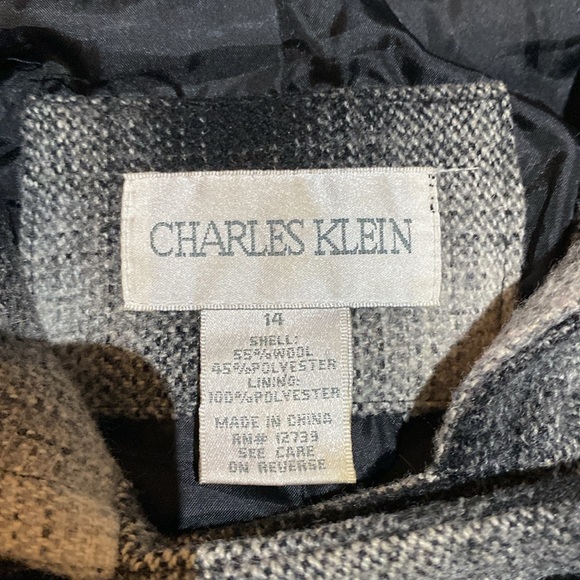 CHARLES KLEIN
14
SHELL:
55%WOOL
45%POLYESTER
LINING:
100%POLYESTER
MADE IN CHINA
RN# 12739
SEE CARE
ON REVERSE